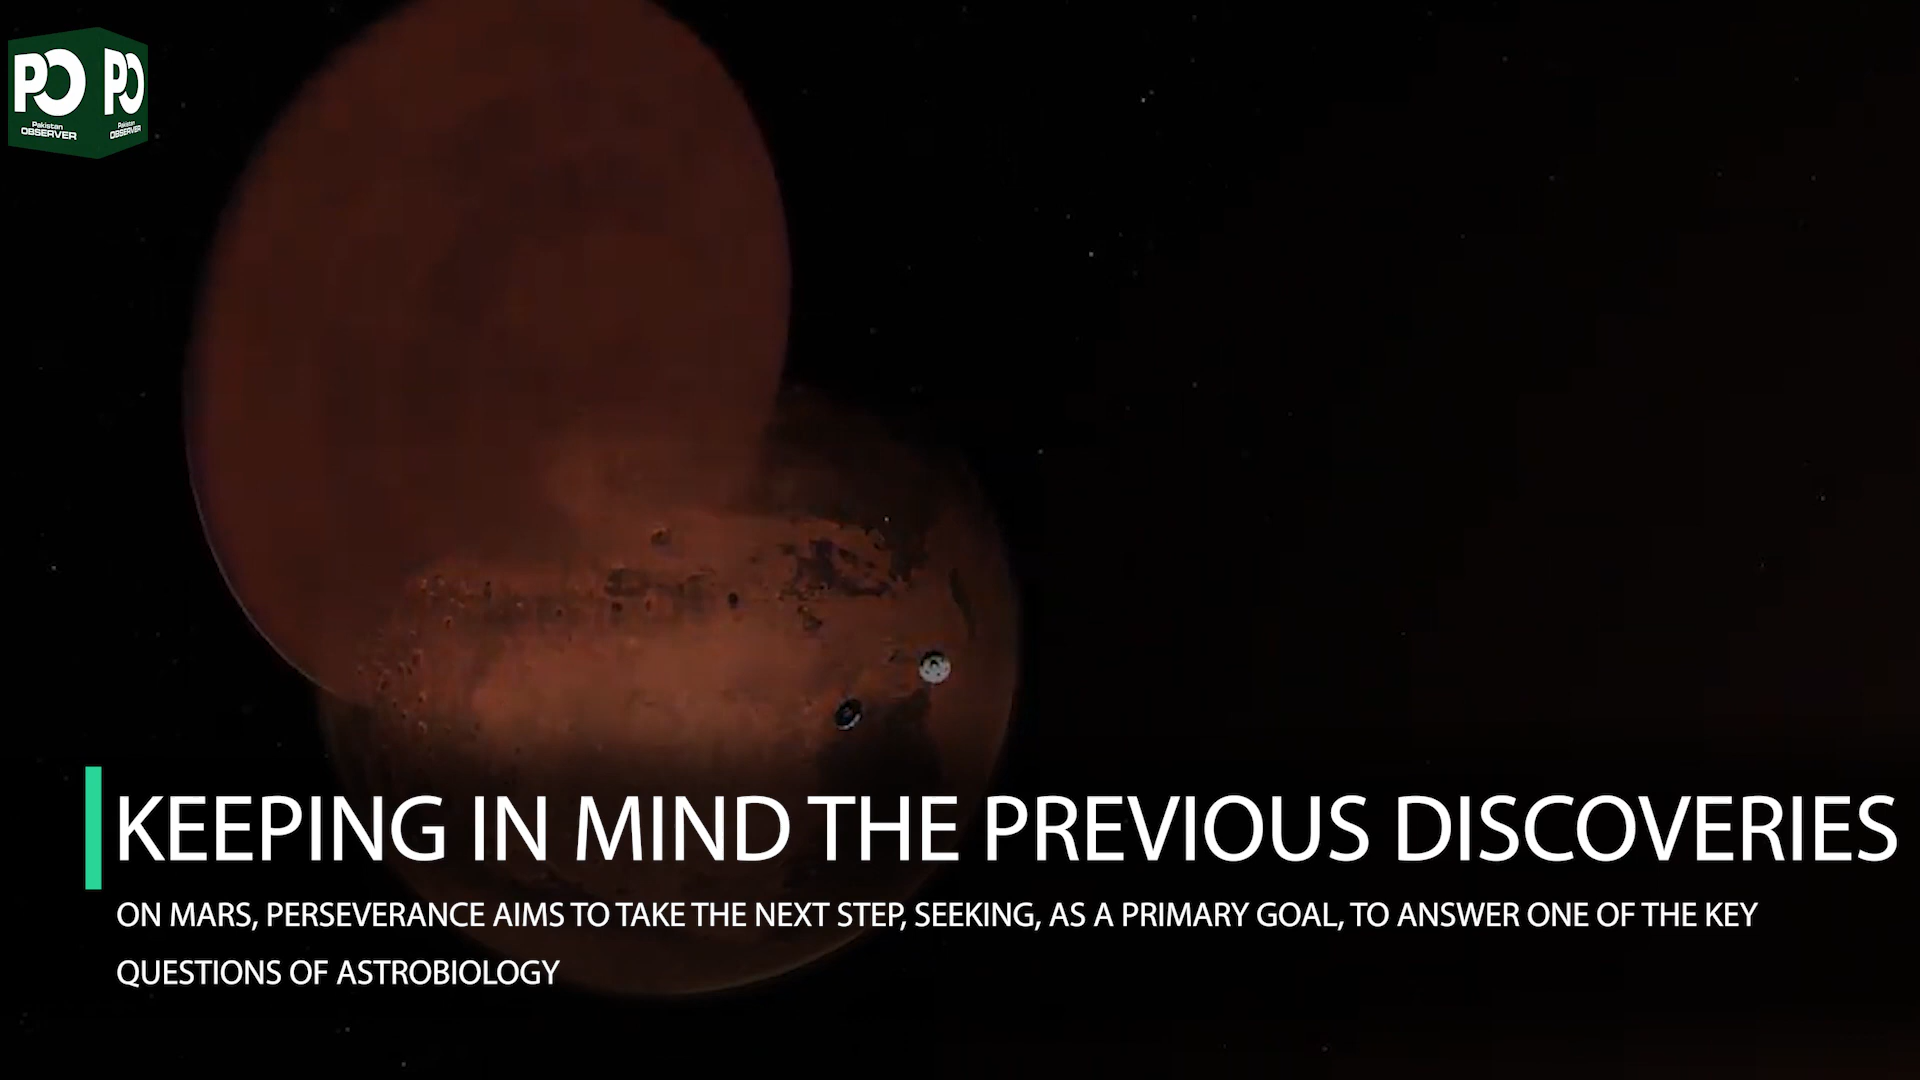 PO PO
Pakistan Pakistan
OBSERVER OBSERVER
KEEPING IN MIND THE PREVIOUS DISCOVERIES
ON MARS, PERSEVERANCE AIMS TO TAKE THE NEXT STEP, SEEKING, AS A PRIMARY GOAL, TO ANSWER ONE OF THE KEY
QUESTIONS OF ASTROBIOLOGY